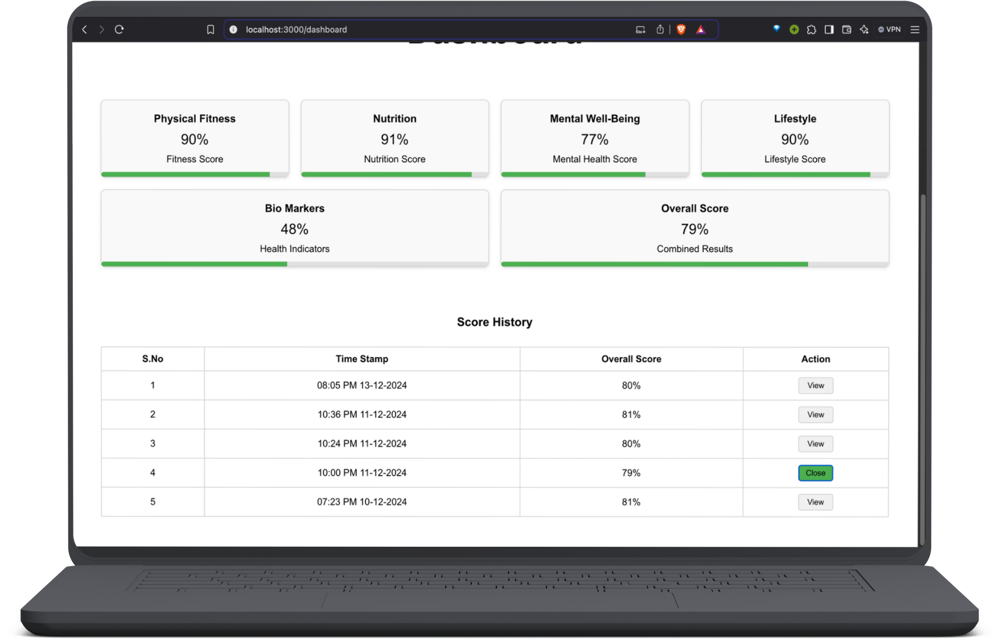 localhost:3000/dashboard
VPN
Physical Fitness
90%
Fitness Score
Nutrition
91%
Nutrition Score
Mental Well-Being
77%
Mental Health Score
Lifestyle
90%
Lifestyle Score
Bio Markers
48%
Health Indicators
Overall Score
79%
Combined Results
Score History
S.No Time Stamp Overall Score Action
1 08:05 PM 13-12-2024 80% View
2 10:36 PM 11-12-2024 81% View
3 10:24 PM 11-12-2024 80% View
4 10:00 PM 11-12-2024 79% Close
5 07:23 PM 10-12-2024 81% View